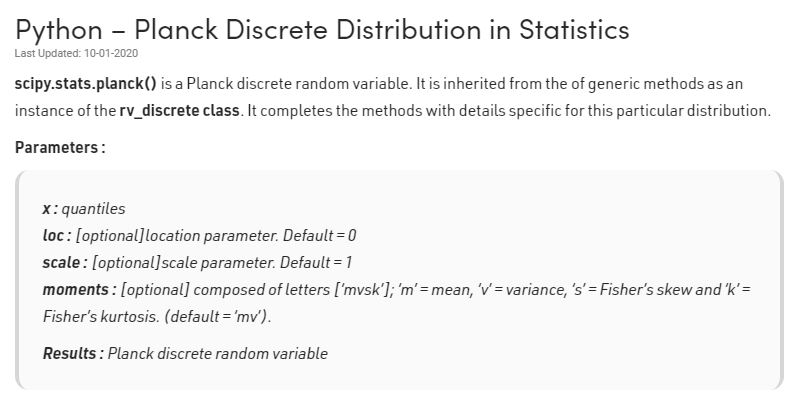 Python – Planck Discrete Distribution in Statistics
Last Updated: 10-01-2020
scipy.stats.planck() is a Planck discrete random variable. It is inherited from the of generic methods as an
instance of the rv_discrete class. It completes the methods with details specific for this particular distribution.
Parameters :
x : quantiles
loc : [optional]location parameter. Default = 0
scale : [optional]scale parameter. Default = 1
moments : [optional] composed of letters [‘mvsk’]; ‘m’ = mean, ‘v’ = variance, ‘s’ = Fisher’s skew and ‘k’ =
Fisher’s kurtosis. (default = ‘mv’).
Results : Planck discrete random variable